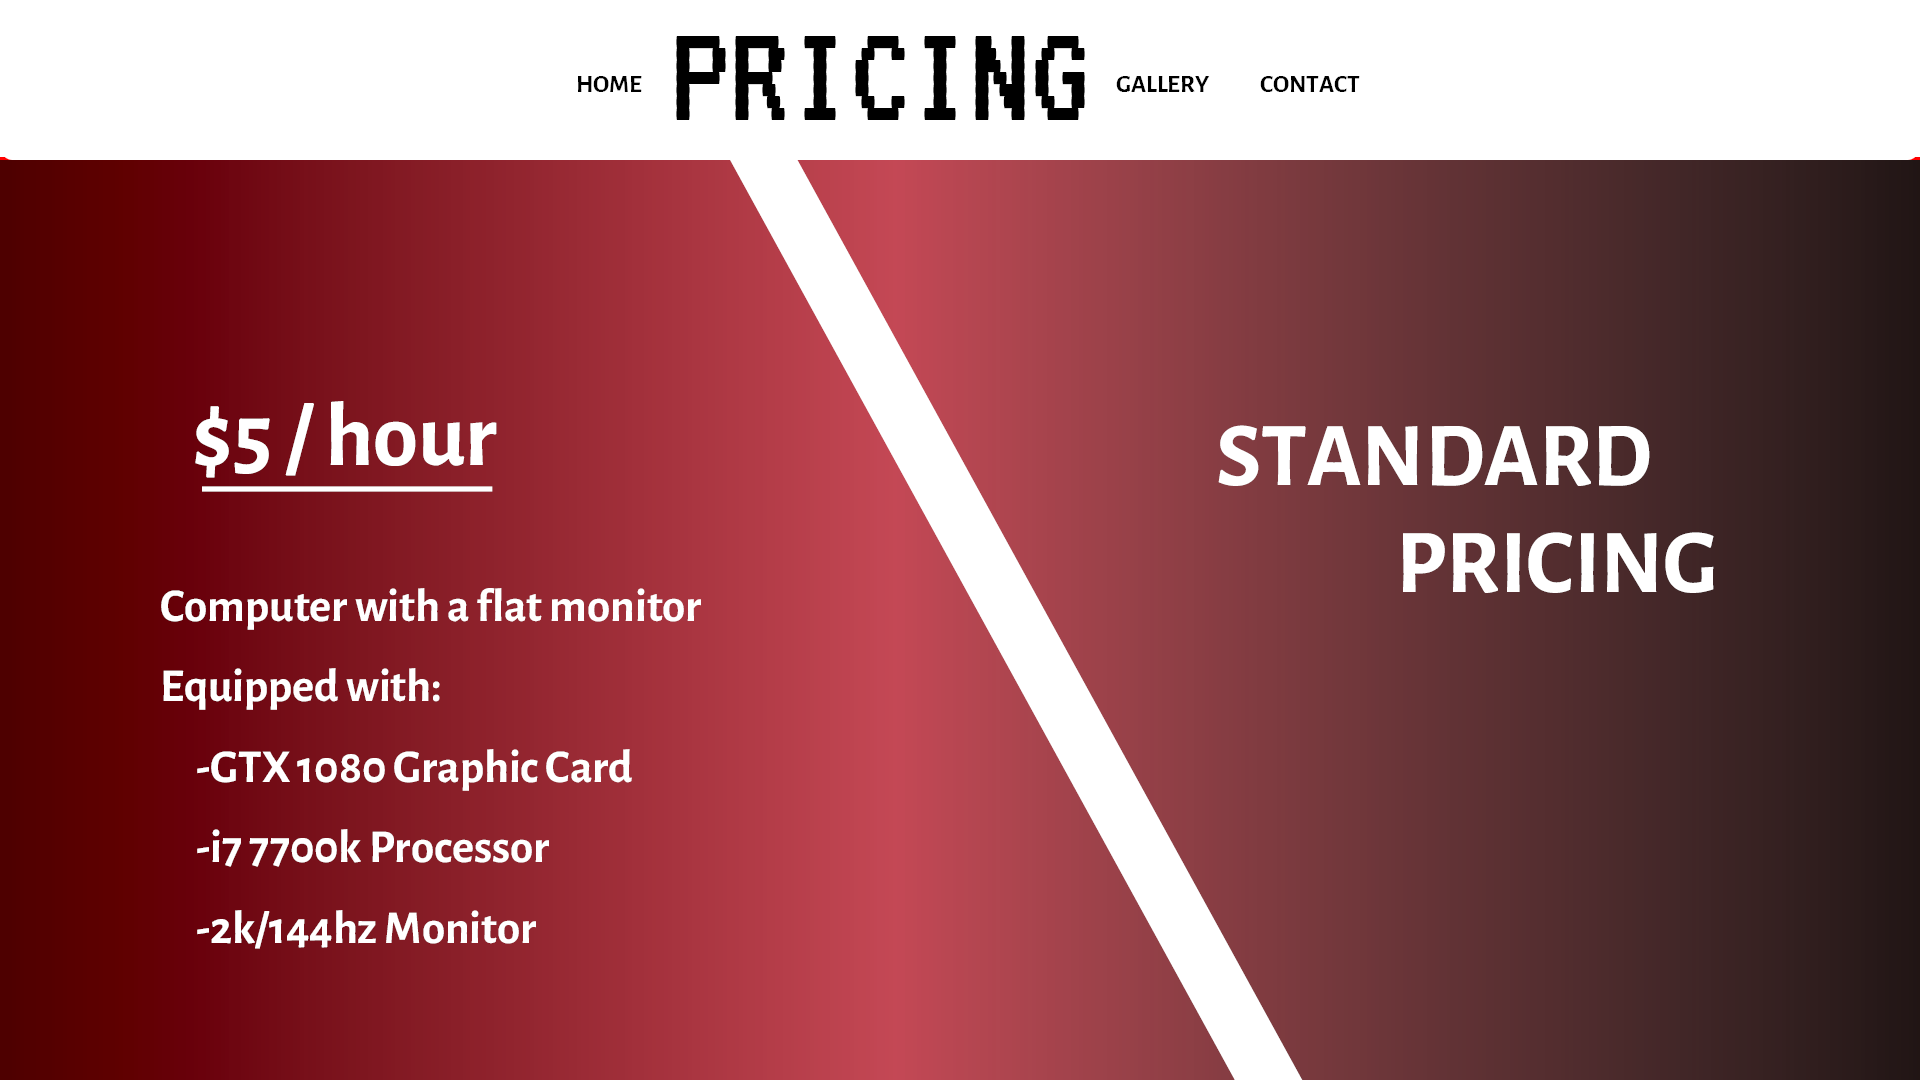 HOME PRICING GALLERY CONTACT
$5 / hour
Computer with a flat monitor
Equipped with:
-GTX 1080 Graphic Card
-i7 7700k Processor
-2k/144hz Monitor
STANDARD
PRICING